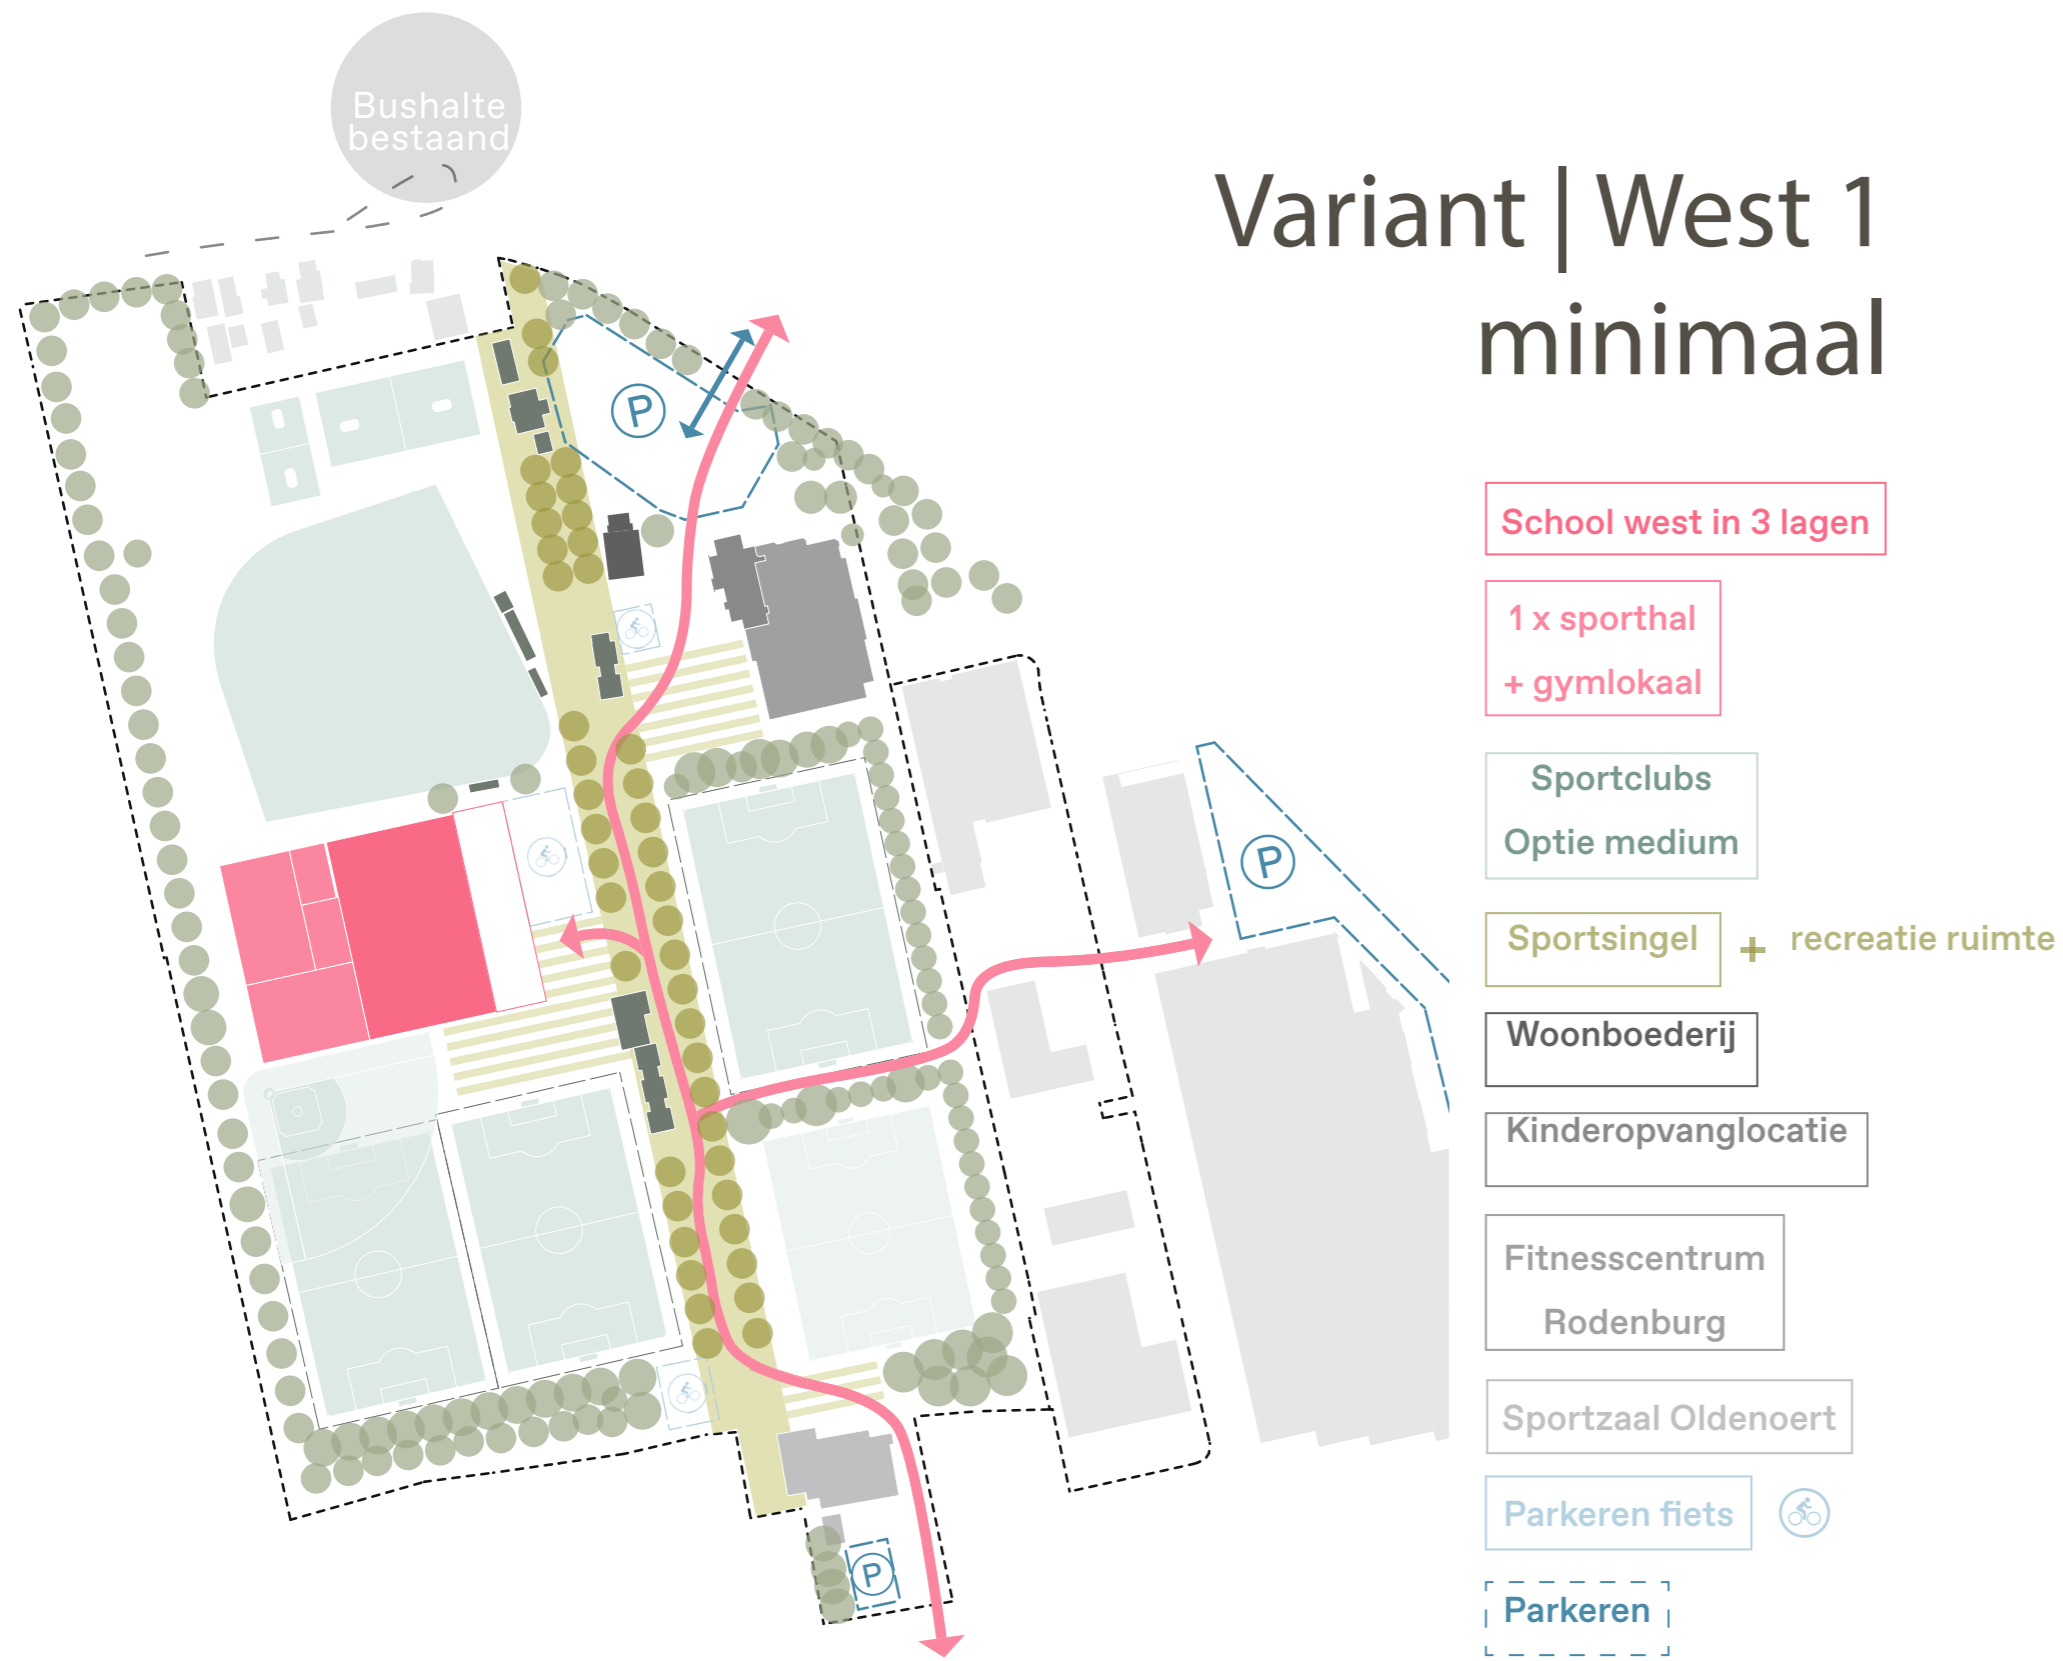 Bushalte
bestaand
Variant | West 1
minimaal
P
P
P
School west in 3 lagen
1 x sporthal
+ gymlokaal
Sportclubs
Optie medium
Sportsingel + recreatie ruimte
Woonboederij
Kinderopvanglocatie
Fitnesscentrum
Rodenburg
Sportzaal Oldenoert
Parkeren fiets
Parkeren